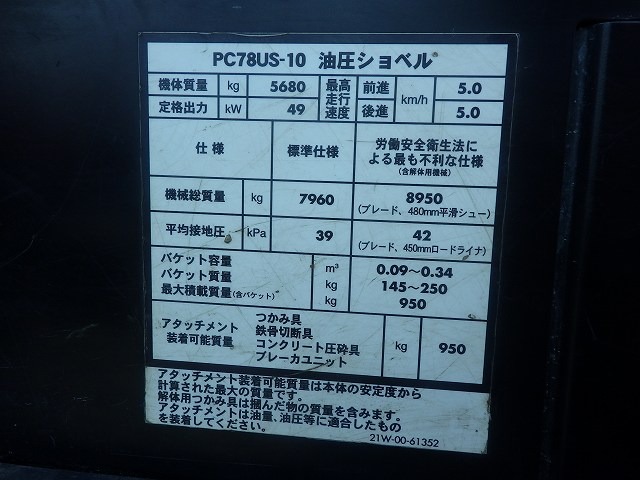 PC78US-10 油圧ショベル
機体質量 kg 5680 最高走行速度 前進 km/h 5.0
定格出力 kW 49 後進 5.0
仕様 標準仕様 労働安全衛生法による最も不利な仕様(含解体用機械)
機械総質量 kg 7960 8950
(ブレード、480mm平滑シュー)
平均接地圧 kPa 39 42
(ブレード、450mmロードライナ)
バケット容量 m³ 0.09〜0.34
バケット質量 kg 145〜250
最大積載質量(含バケット) kg 950
アタッチメント装着可能質量 つかみ具 kg 950
鉄骨切断具
コンクリート圧砕具
ブレーカユニット
アタッチメント装着可能質量は本体の安定度から
計算された最大の質量です。
解体用つかみ具は掴んだ物の質量を含みます。
アタッチメントは油量、油圧等に適合したもの
を装着してください。
21W-00-61352